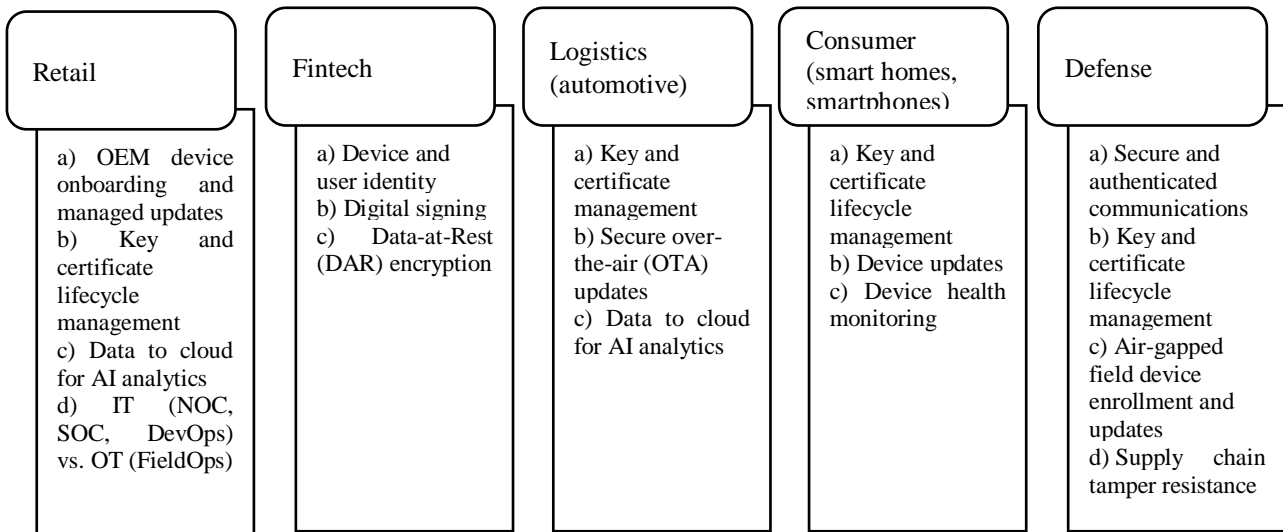 Retail
a) OEM device
onboarding and
managed updates
b) Key and
certificate
lifecycle
management
c) Data to cloud
for AI analytics
d) IT (NOC,
SOC, DevOps)
vs. OT (FieldOps)
Fintech
a) Device and
user identity
b) Digital signing
c) Data-at-Rest
(DAR) encryption
Logistics
(automotive)
a) Key and
certificate
management
b) Secure over-
the-air (OTA)
updates
c) Data to cloud
for AI analytics
Consumer
(smart homes,
smartphones)
a) Key and
certificate
lifecycle
management
b) Device updates
c) Device health
monitoring
Defense
a) Secure and
authenticated
communications
b) Key and
certificate
lifecycle
management
c) Air-gapped
field device
enrollment and
updates
d) Supply chain
tamper resistance